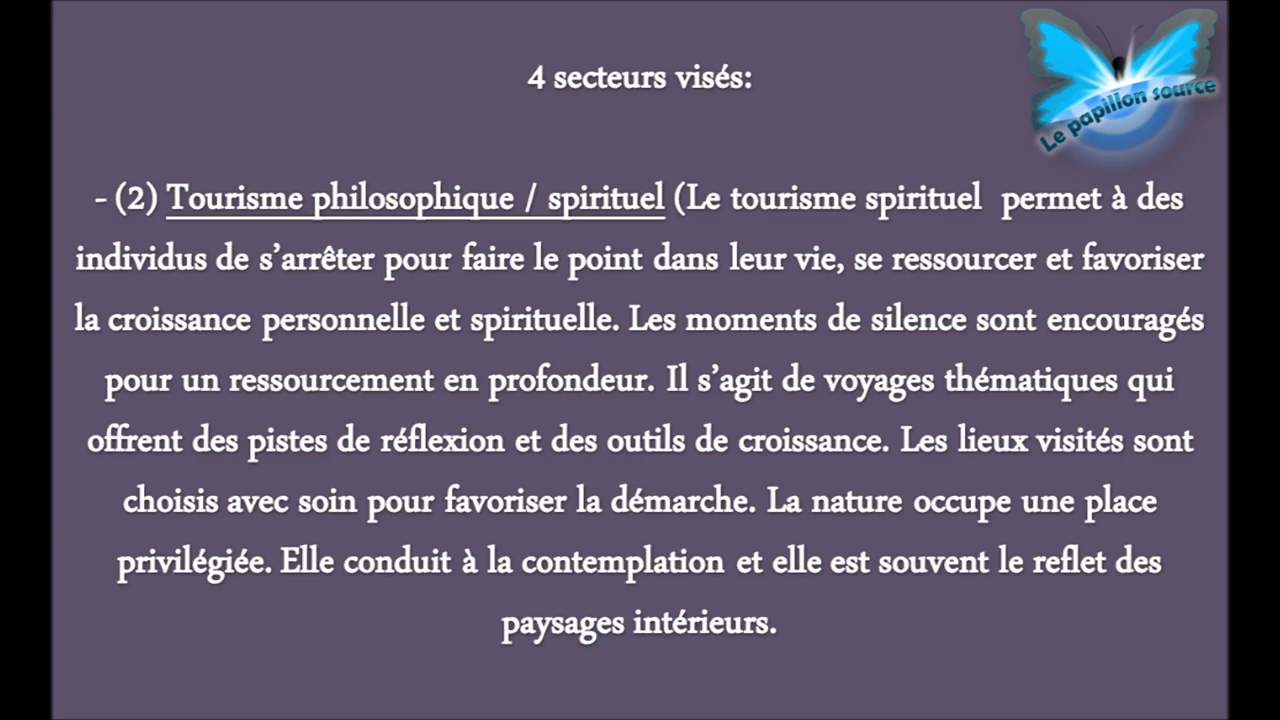 4 secteurs visés:
Le papillon source
- (2) Tourisme philosophique / spirituel (Le tourisme spirituel  permet à des
individus de s’arrêter pour faire le point dans leur vie, se ressourcer et favoriser
la croissance personnelle et spirituelle. Les moments de silence sont encouragés
pour un ressourcement en profondeur. Il s’agit de voyages thématiques qui
offrent des pistes de réflexion et des outils de croissance. Les lieux visités sont
choisis avec soin pour favoriser la démarche. La nature occupe une place
privilégiée. Elle conduit à la contemplation et elle est souvent le reflet des
paysages intérieurs.